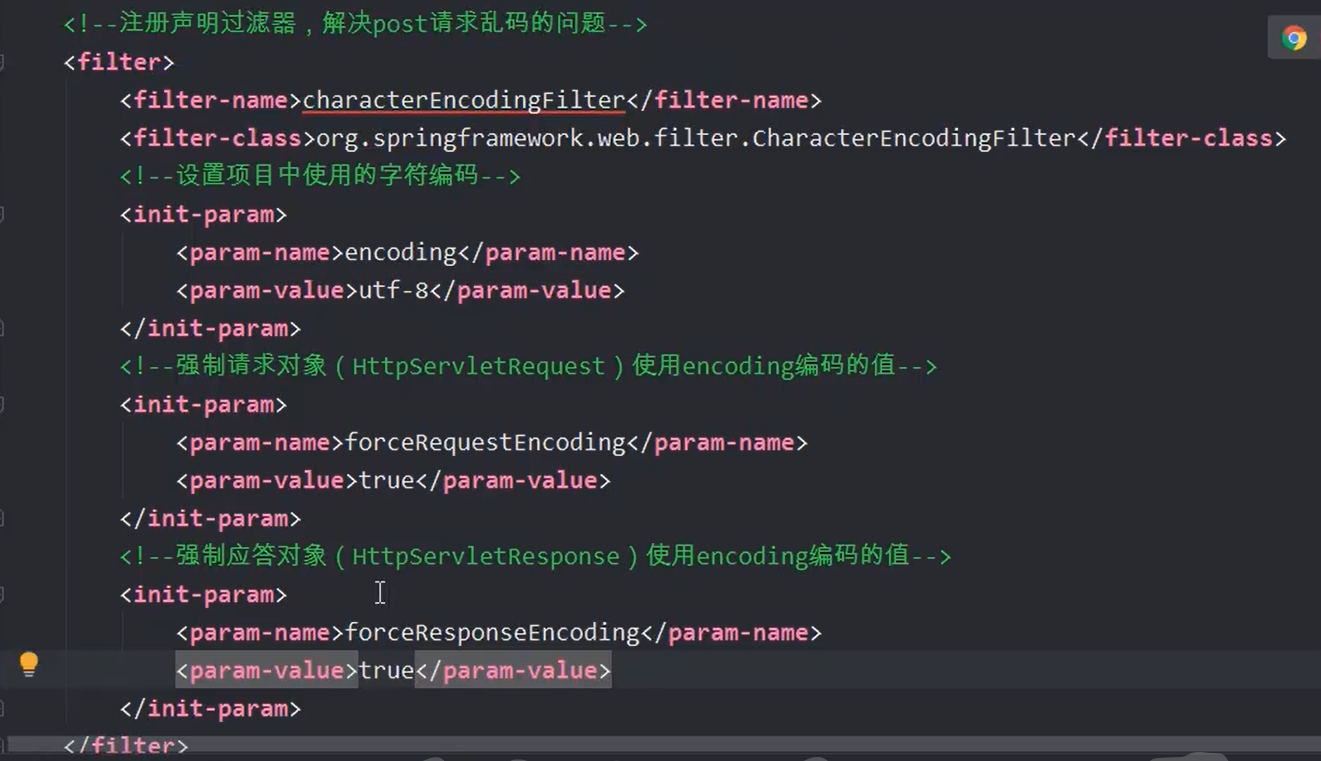 <!--注册声明过滤器，解决post请求乱码的问题-->
<filter>
<filter-name>characterEncodingFilter</filter-name>
<filter-class>org.springframework.web.filter.CharacterEncodingFilter</filter-class>
<!--设置项目中使用的字符编码-->
<init-param>
<param-name>encoding</param-name>
<param-value>utf-8</param-value>
</init-param>
<!--强制请求对象（HttpServletRequest）使用encoding编码的值-->
<init-param>
<param-name>forceRequestEncoding</param-name>
<param-value>true</param-value>
</init-param>
<!--强制应答对象（HttpServletResponse）使用encoding编码的值-->
<init-param>
<param-name>forceResponseEncoding</param-name>
<param-value>true</param-value>
</init-param>
</filter>